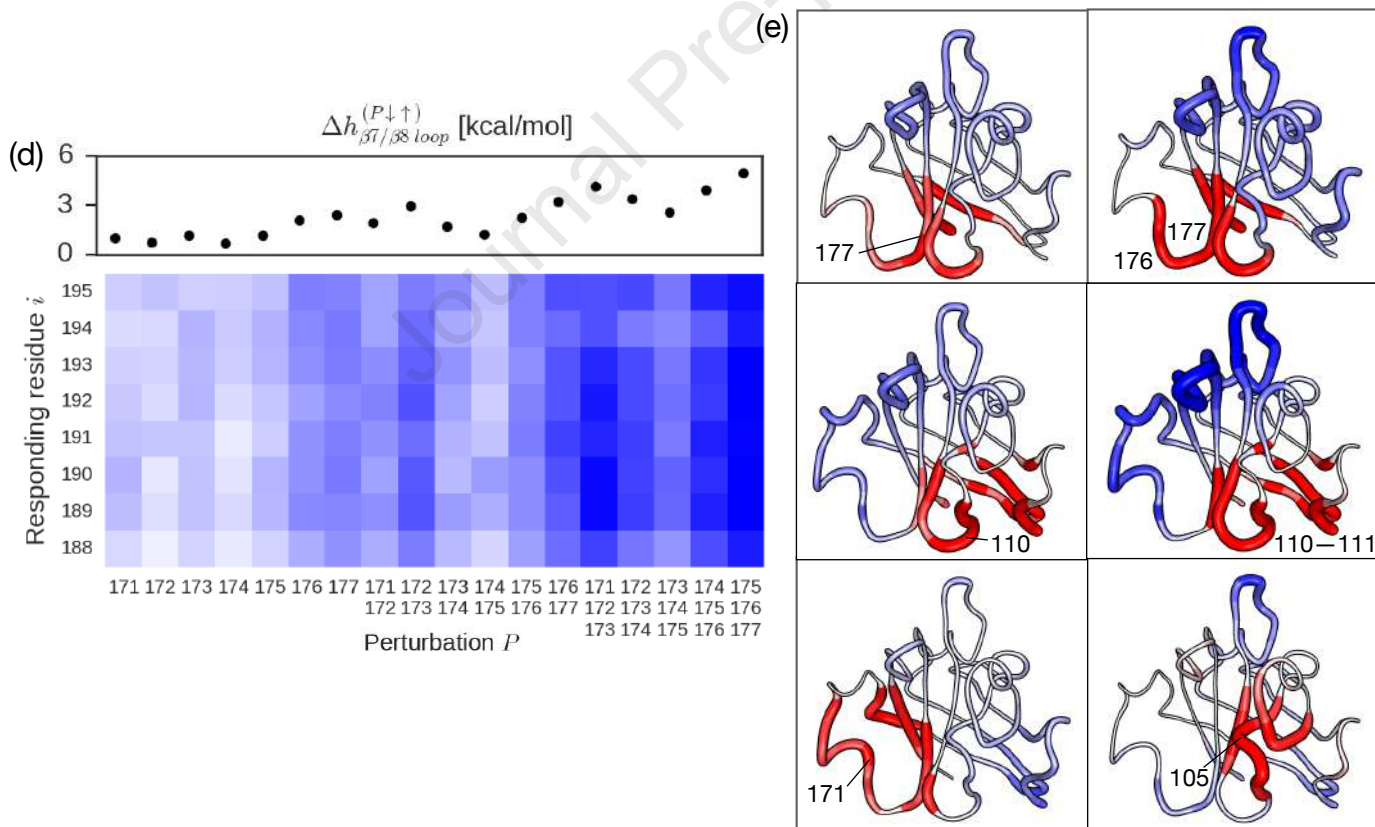 Journal Pre-
(d)
Δh(P↓↑)β7/β8 loop [kcal/mol]
6
3
0
Responding residue i
195
194
193
192
191
190
189
188
171 172 173 174 175 176 177 171 172 173 174 175 176 171 172 173 174 175
172 173 174 175 176 177 172 173 174 175 176
173 174 175 176 177
Perturbation P
(e)
177
177
176
110
110—111
171
105